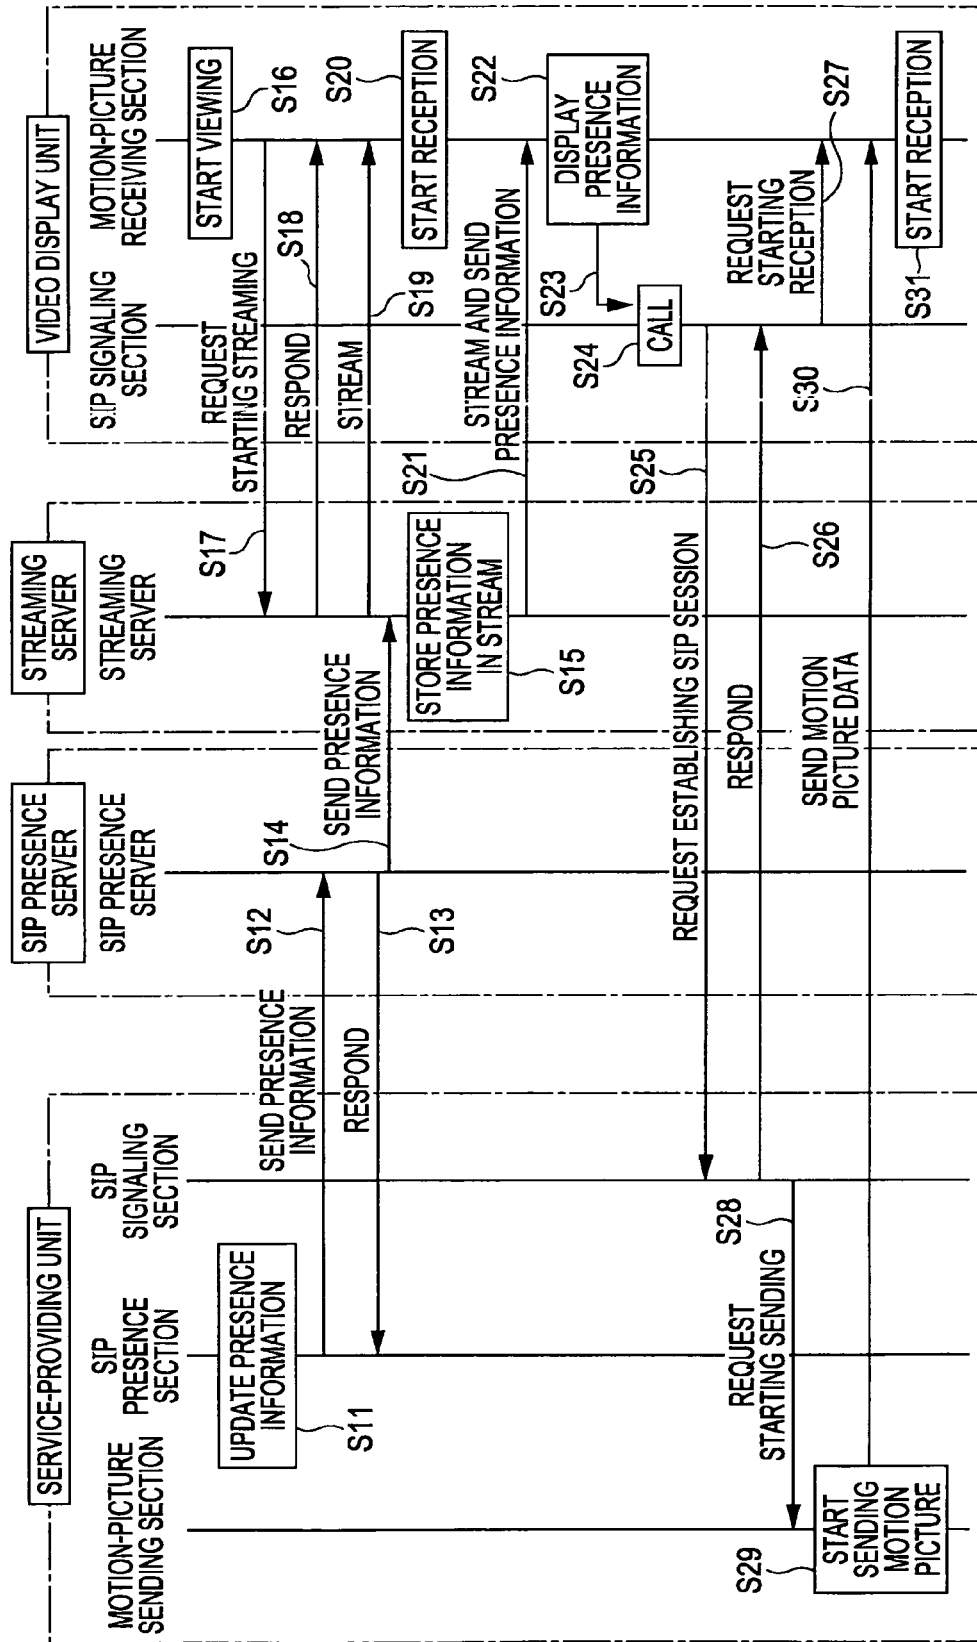 SERVICE-PROVIDING UNIT
MOTION-PICTURE
SENDING SECTION
SIP
PRESENCE
SECTION
SIP
SIGNALING
SECTION
SIP PRESENCE
SERVER
SIP PRESENCE
SERVER
STREAMING
SERVER
STREAMING
SERVER
VIDEO DISPLAY UNIT
SIP SIGNALING
SECTION
MOTION-PICTURE
RECEIVING SECTION
UPDATE PRESENCE
INFORMATION
S11
SEND PRESENCE
INFORMATION
S12
RESPOND
S13
SEND PRESENCE
INFORMATION
S14
STORE PRESENCE
INFORMATION
IN STREAM
S15
START VIEWING
S16
REQUEST
STARTING STREAMING
S17
RESPOND
S18
STREAM
S19
START RECEPTION
S20
STREAM AND SEND
PRESENCE INFORMATION
S21
DISPLAY
PRESENCE
INFORMATION
S22
S23
CALL
S24
REQUEST ESTABLISHING SIP SESSION
S25
RESPOND
S26
REQUEST
STARTING
RECEPTION
S27
REQUEST
STARTING SENDING
S28
START
SENDING
MOTION
PICTURE
S29
SEND MOTION
PICTURE DATA
S30
START RECEPTION
S31